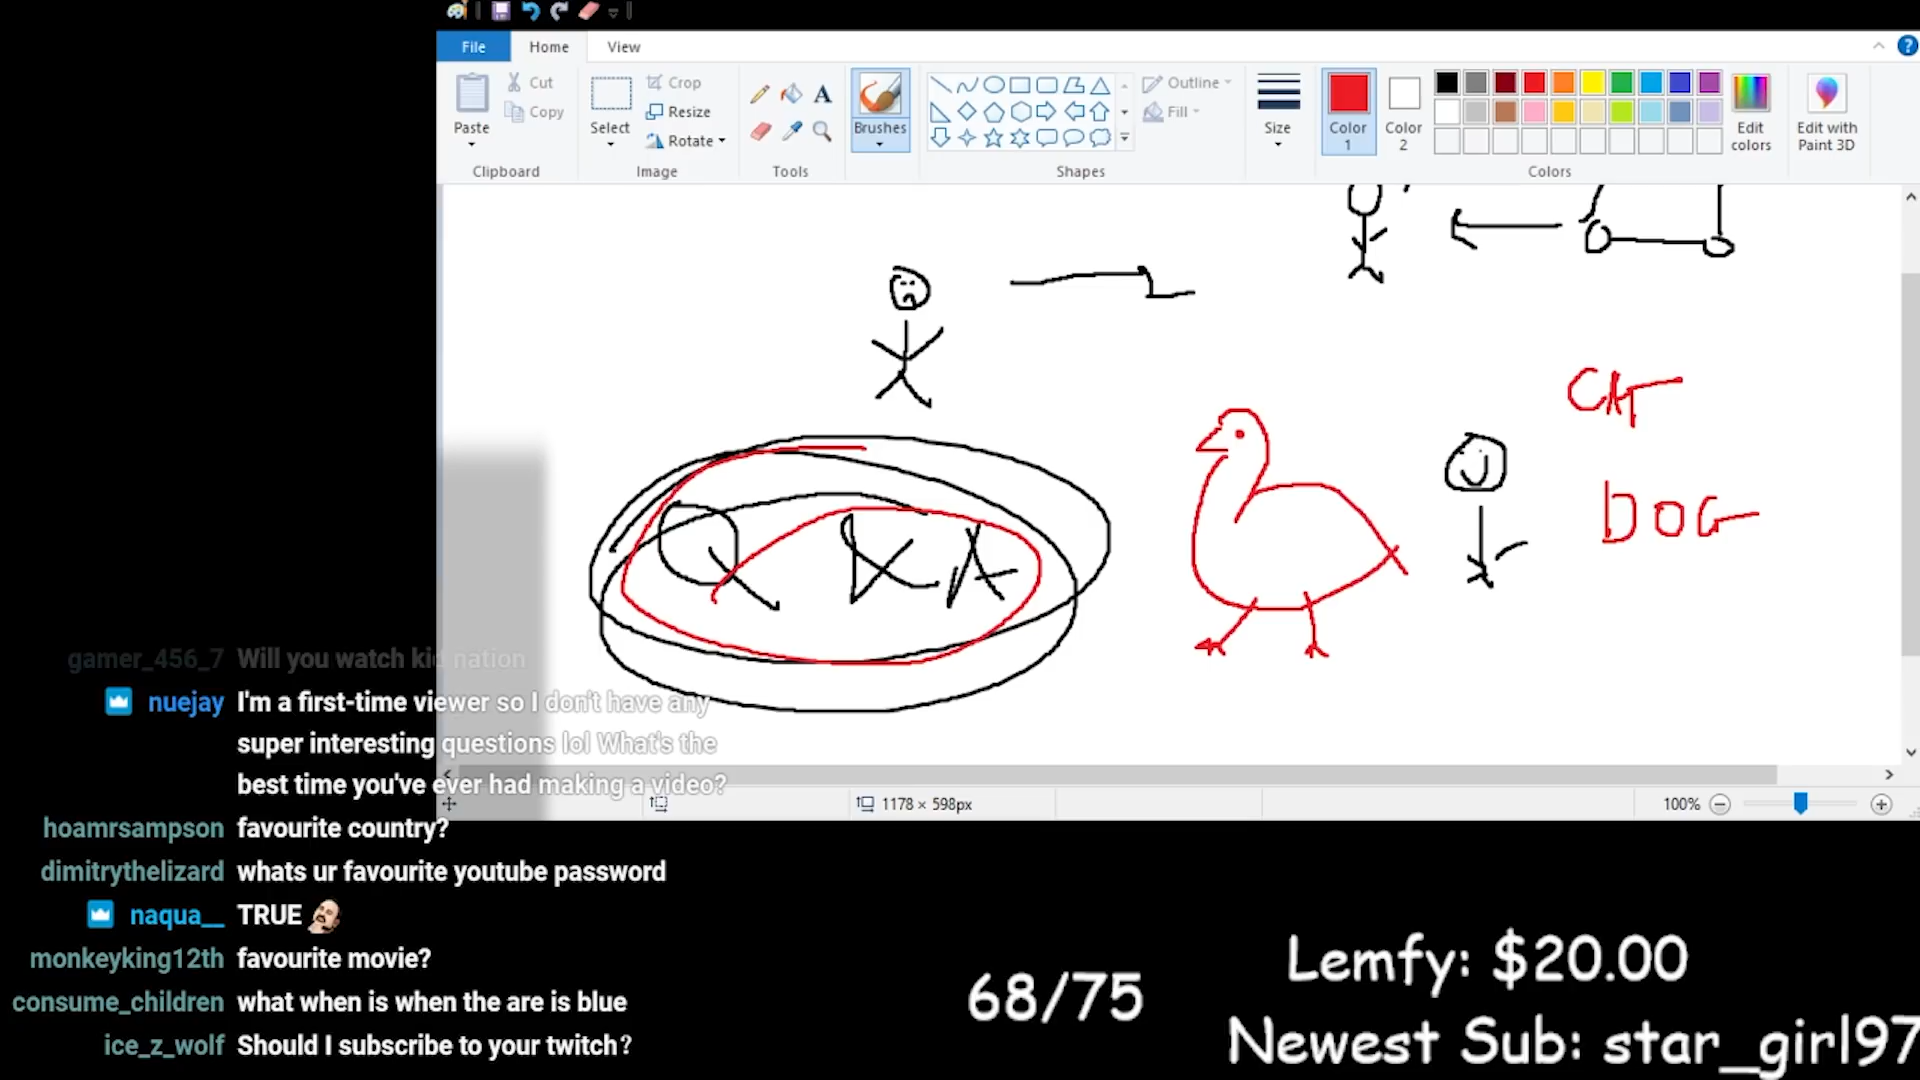 File Home View
Paste
Cut
Copy
Clipboard
Select
Crop
Resize
Rotate
Image
Tools
Brushes
Shapes
Outline
Fill
Size
Color 1
Color 2
Edit colors
Edit with Paint 3D
Colors
CAT
DOG
1178 × 598px
100%
gamer_456_7 Will you watch kid nation
nuejay I'm a first-time viewer so I don't have any
super interesting questions lol What's the
best time you've ever had making a video?
hoamrsampson favourite country?
dimitrythelizard whats ur favourite youtube password
naqua__ TRUE
monkeyking12th favourite movie?
consume_children what when is when the are is blue
ice_z_wolf Should I subscribe to your twitch?
68/75
Lemfy: $20.00
Newest Sub: star_girl97